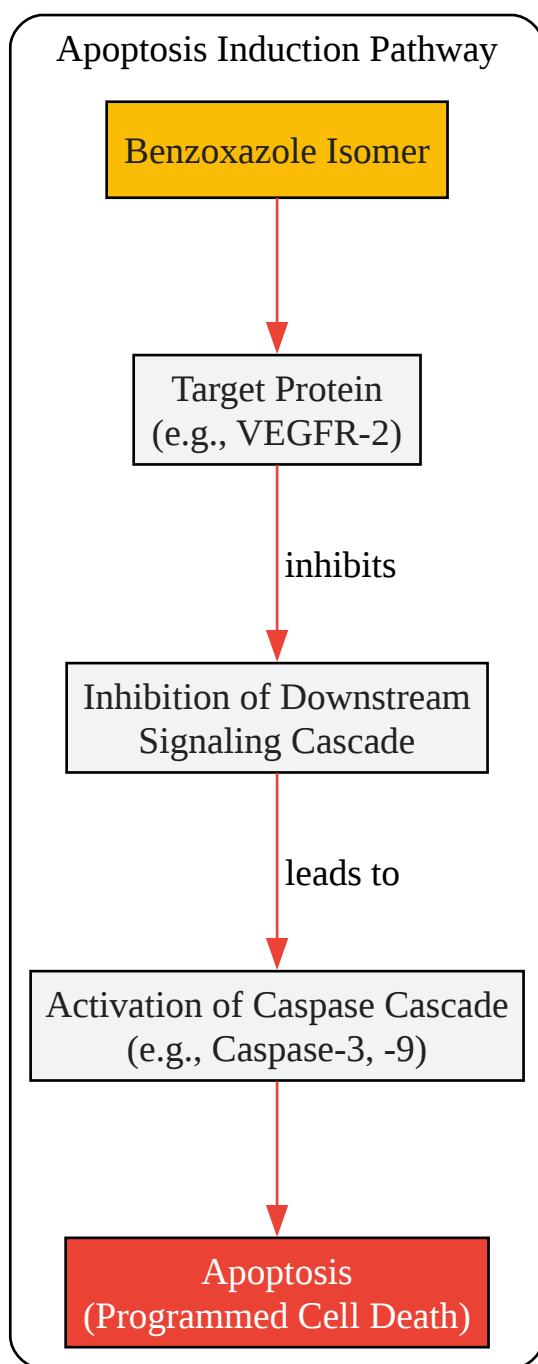 Apoptosis Induction Pathway
Benzoxazole Isomer
Target Protein
(e.g., VEGFR-2)
inhibits
Inhibition of Downstream
Signaling Cascade
leads to
Activation of Caspase Cascade
(e.g., Caspase-3, -9)
Apoptosis
(Programmed Cell Death)